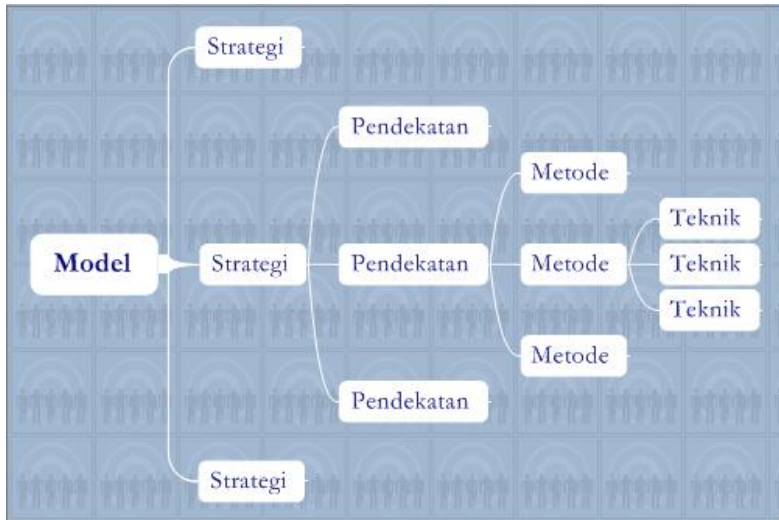 Strategi
Pendekatan
Metode
Teknik
Model
Strategi
Pendekatan
Metode
Teknik
Teknik
Metode
Pendekatan
Strategi